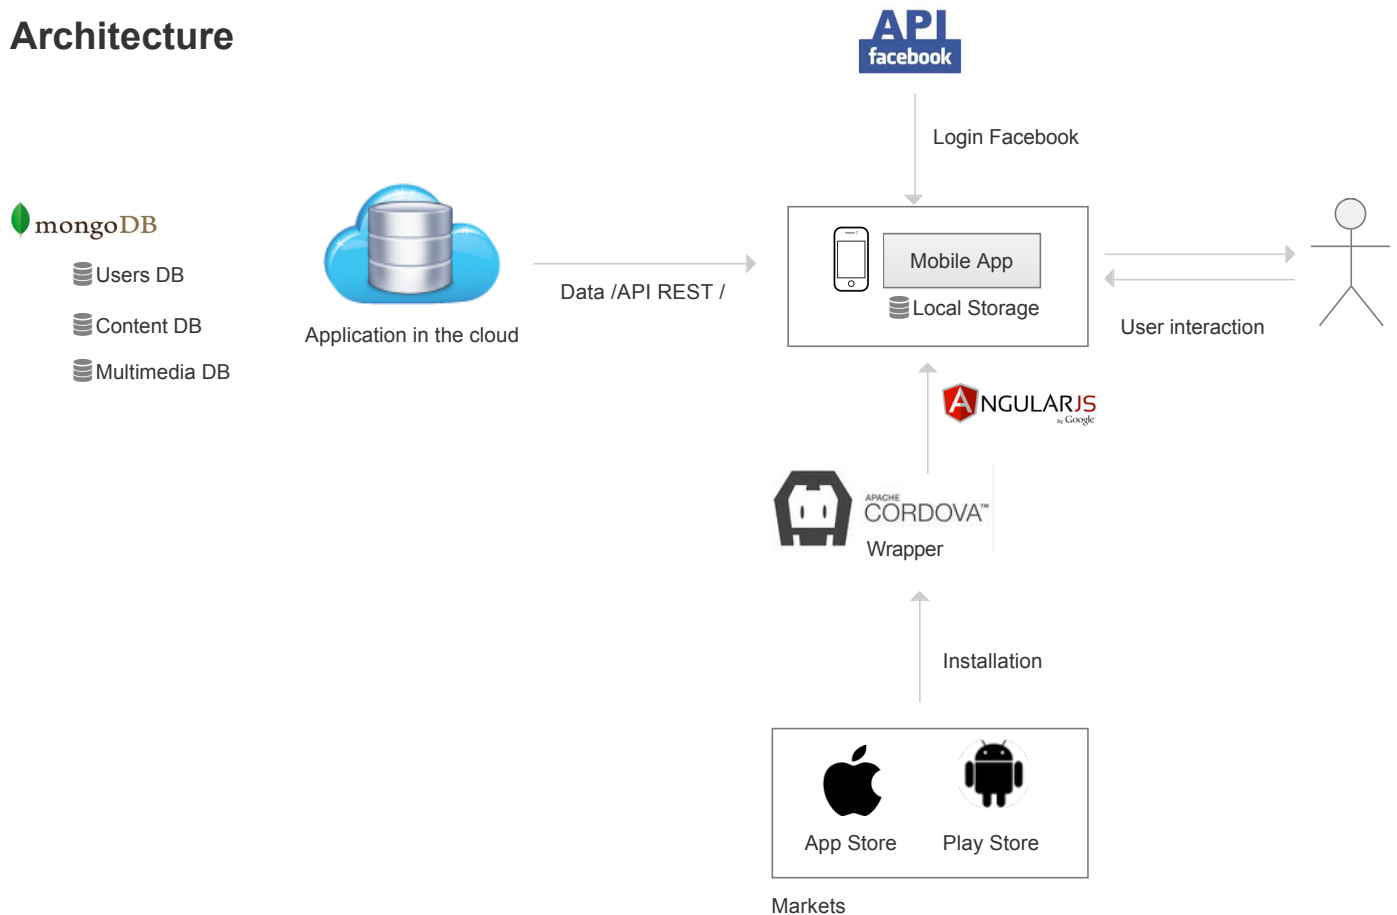 Architecture
API
facebook
Login Facebook
mongoDB
Users DB
Content DB
Multimedia DB
Application in the cloud
Data /API REST /
Mobile App
Local Storage
User interaction
ANGULARJS
by Google
APACHE
CORDOVA™
Wrapper
Installation
App Store
Play Store
Markets